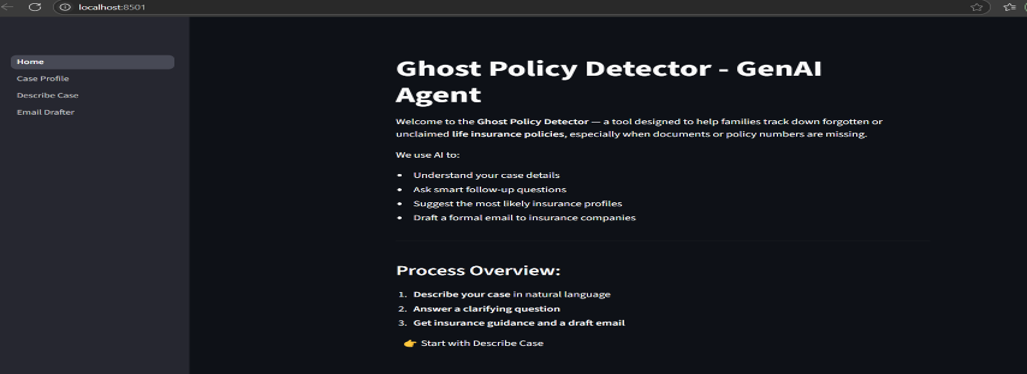 localhost:8501
Home
Case Profile
Describe Case
Email Drafter
Ghost Policy Detector - GenAI
Agent
Welcome to the Ghost Policy Detector — a tool designed to help families track down forgotten or
unclaimed life insurance policies, especially when documents or policy numbers are missing.
We use AI to:
• Understand your case details
• Ask smart follow-up questions
• Suggest the most likely insurance profiles
• Draft a formal email to insurance companies
Process Overview:
1. Describe your case in natural language
2. Answer a clarifying question
3. Get insurance guidance and a draft email
👉 Start with Describe Case